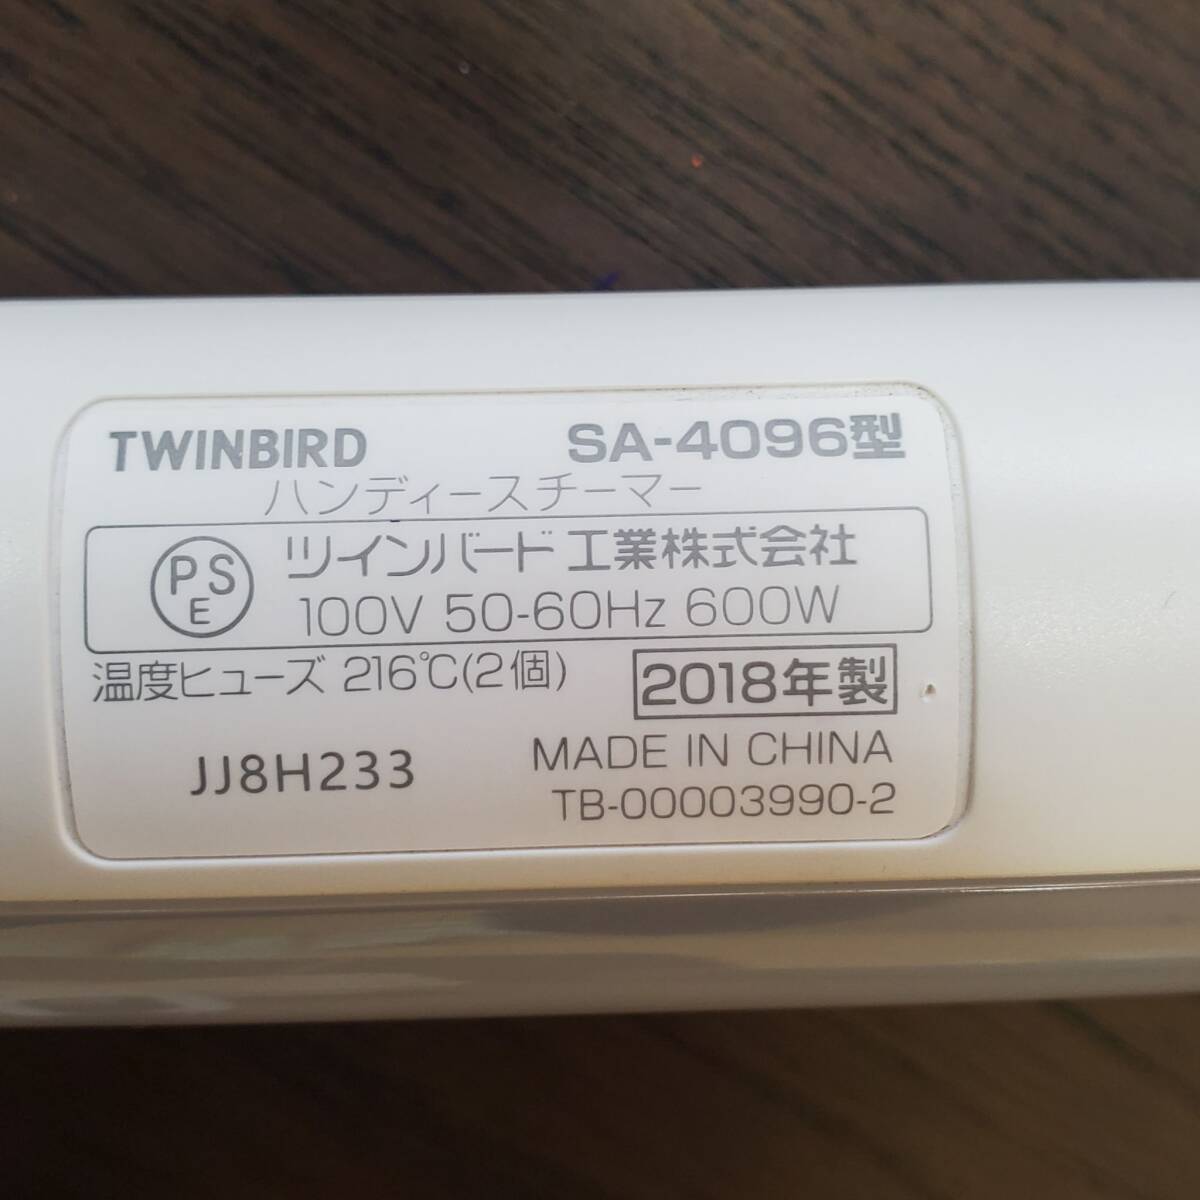 TWINBIRD SA-4096型
ハンディースチーマー
PSE ツインバード工業株式会社
100V 50-60Hz 600W
温度ヒューズ 216℃(2個) 2018年製
JJ8H233 MADE IN CHINA
TB-00003990-2